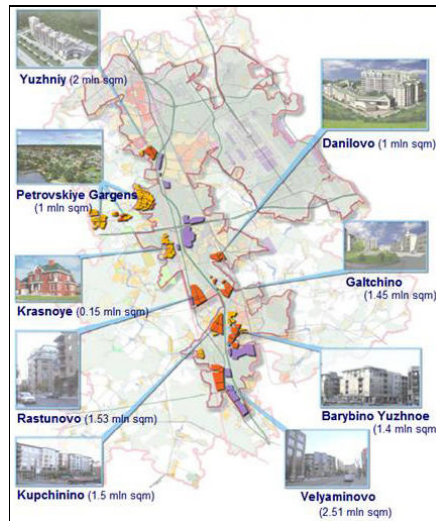 Yuzhniy (2 mln sqm)
Danilovo (1 mln sqm)
Petrovskiye Gargens
(1 mln sqm)
Galtchino
(1.45 mln sqm)
Krasnoye (0.15 mln sqm)
Rastunovo (1.53 mln sqm)
Barybino Yuzhnoe
(1.4 mln sqm)
Kupchinino (1.5 mln sqm)
Velyaminovo
(2.51 mln sqm)